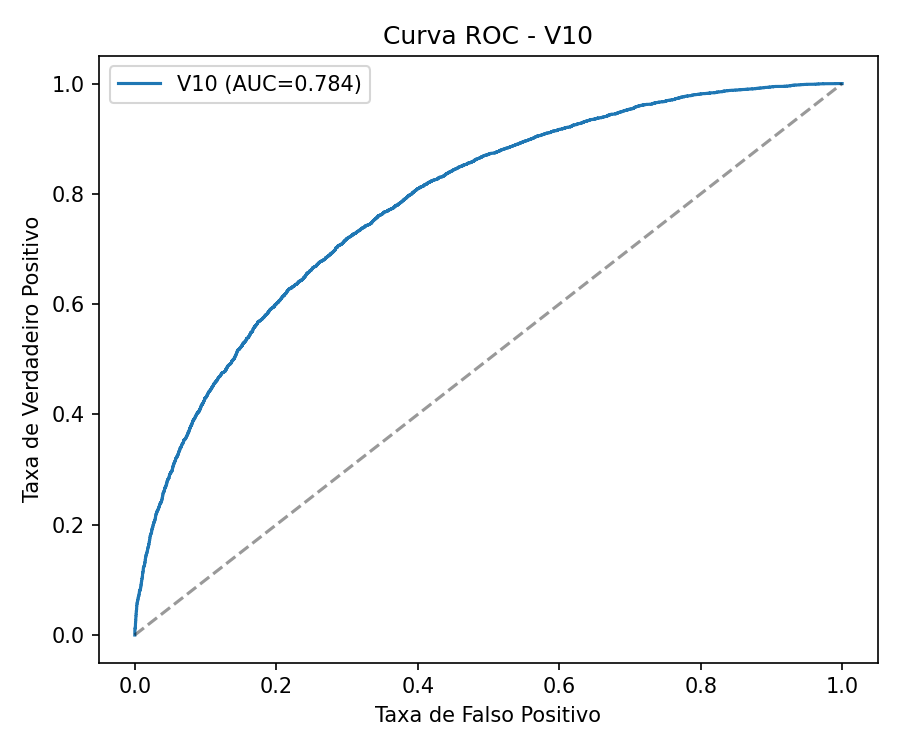 Curva ROC - V10
V10 (AUC=0.784)
1.0
0.8
0.6
0.4
0.2
0.0
Taxa de Verdadeiro Positivo
0.0 0.2 0.4 0.6 0.8 1.0
Taxa de Falso Positivo